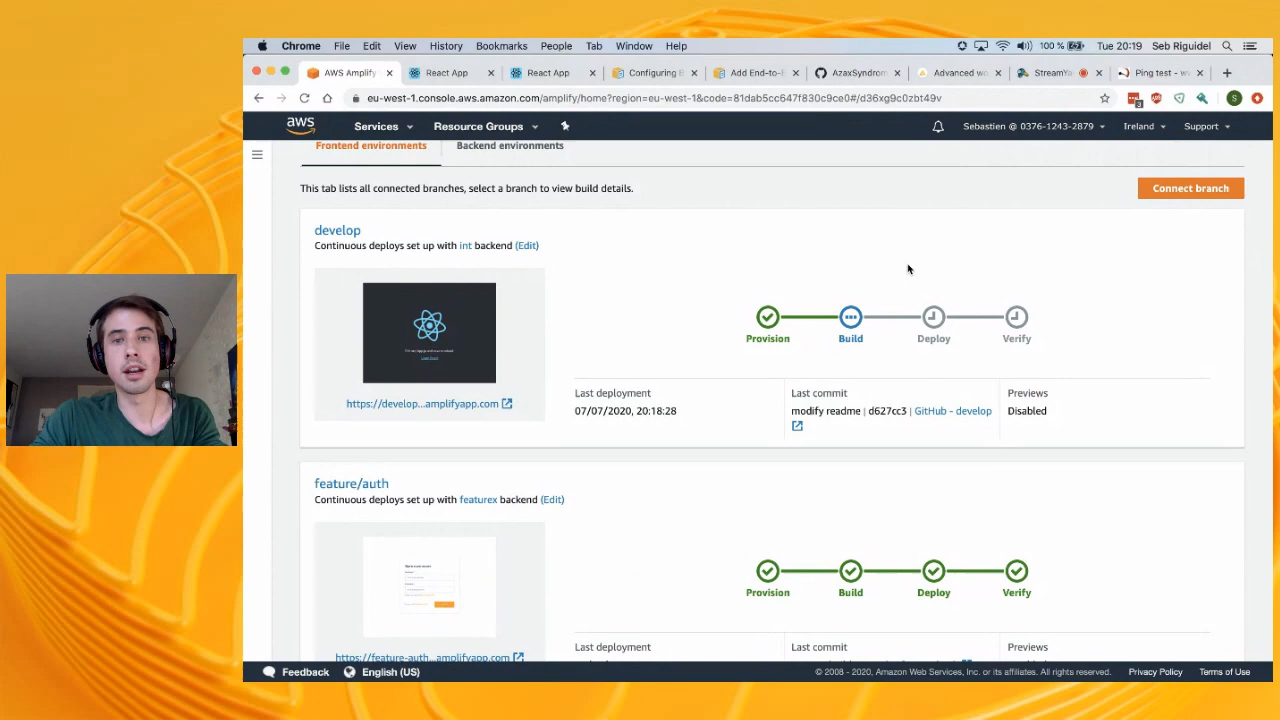 Chrome File Edit View History Bookmarks People Tab Window Help 100 % Tue 20:19 Seb Riguidel
AWS Amplify React App React App Configuring Add End-to- AzaxSyndrom Advanced wo StreamYa Ping test - w
eu-west-1.console.aws.amazon.com/amplify/home?region=eu-west-1&code=81dab5cc647f830c9ce0#/d36xg9c0zbt49v
S
aws Services Resource Groups Sebastien @ 0376-1243-2879 Ireland Support
Frontend environments Backend environments
This tab lists all connected branches, select a branch to view build details. Connect branch
develop
Continuous deploys set up with int backend (Edit)
Provision Build Deploy Verify
https://develop...amplifyapp.com
Last deployment Last commit Previews
07/07/2020, 20:18:28 modify readme | d627cc3 | GitHub - develop Disabled
feature/auth
Continuous deploys set up with featurex backend (Edit)
Provision Build Deploy Verify
Last deployment Last commit Previews
https://feature-auth...amplifyapp.com
Feedback English (US) © 2008 - 2020, Amazon Web Services, Inc. or its affiliates. All rights reserved. Privacy Policy Terms of Use